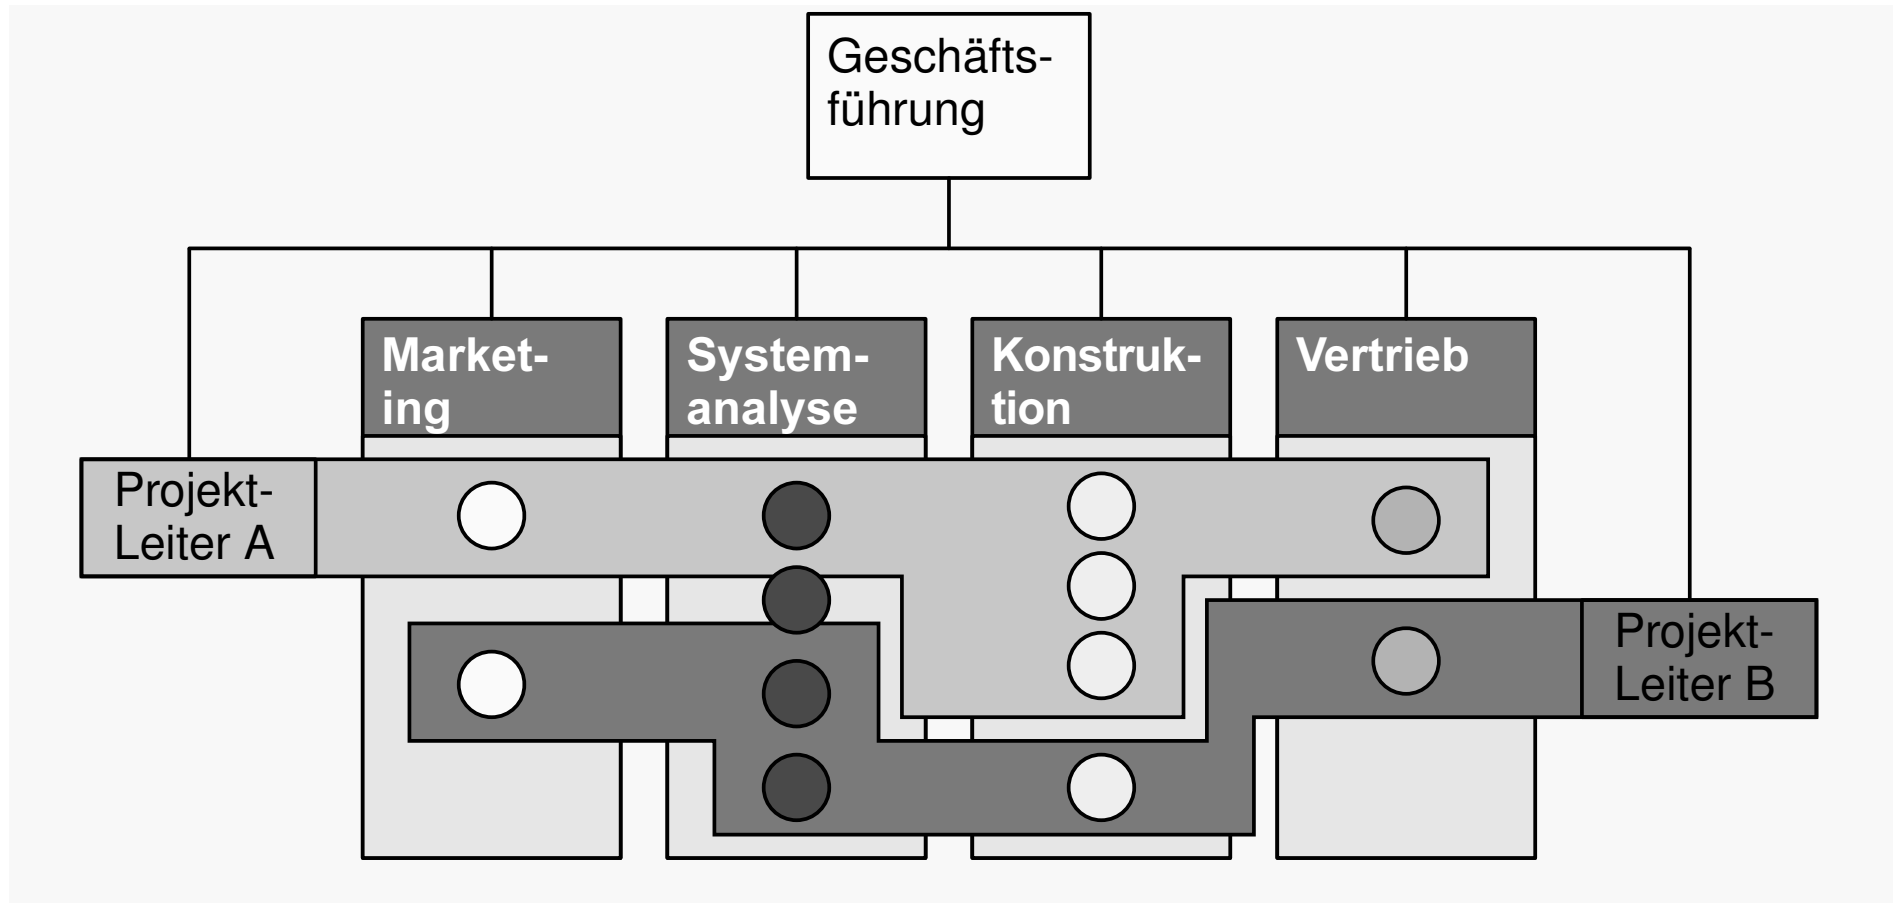 Geschäfts-
führung
Market-
ing
System-
analyse
Konstruk-
tion
Vertrieb
Projekt-
Leiter A
Projekt-
Leiter B